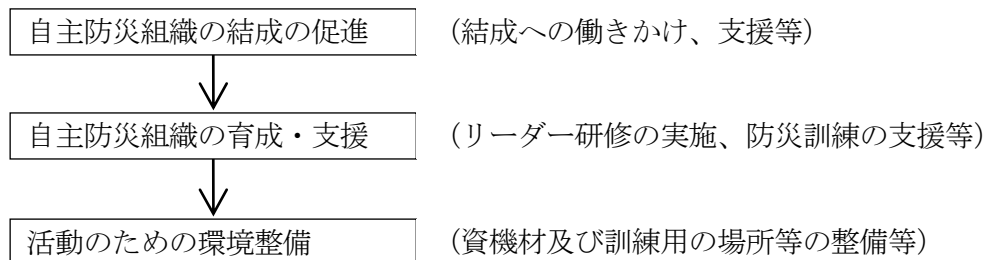 自主防災組織の結成の促進 （結成への働きかけ、支援等）
自主防災組織の育成・支援 （リーダー研修の実施、防災訓練の支援等）
活動のための環境整備 （資機材及び訓練用の場所等の整備等）